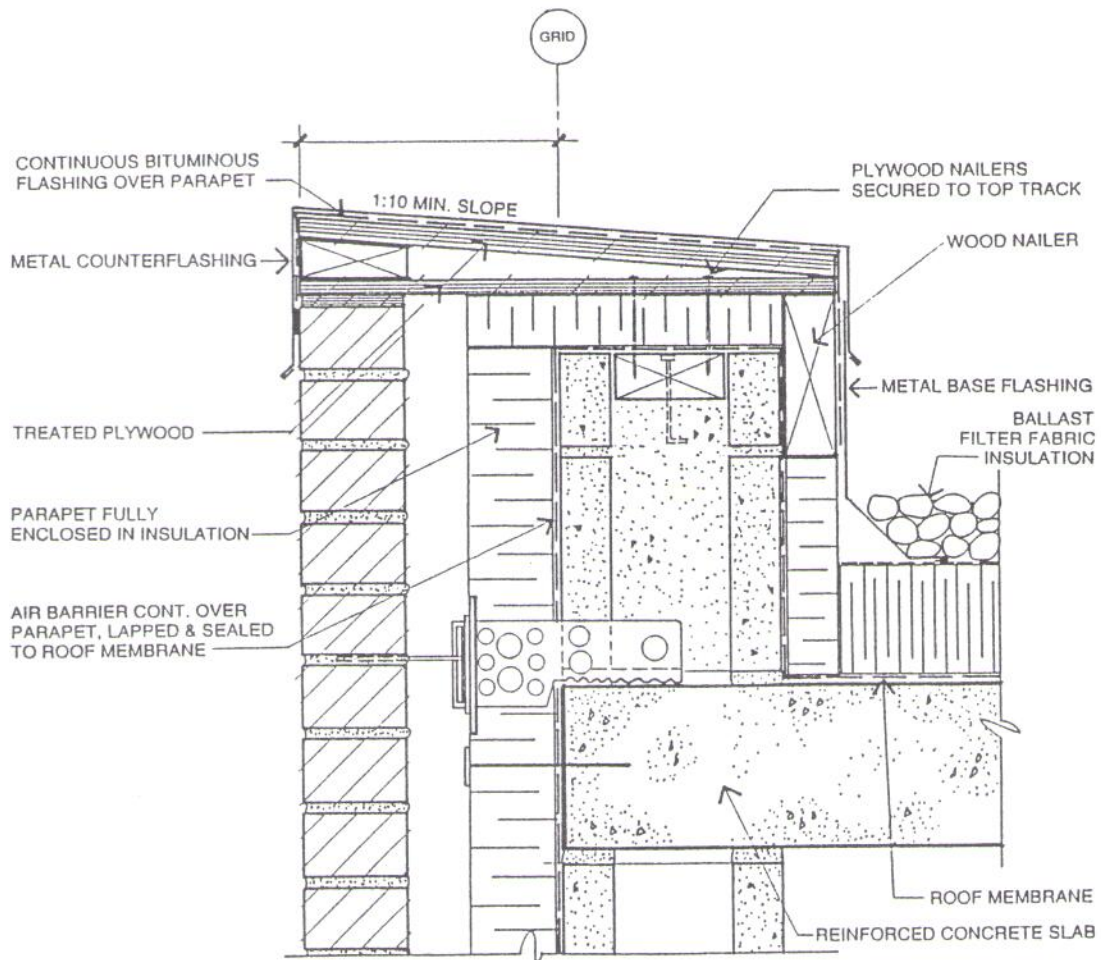 GRID
CONTINUOUS BITUMINOUS
FLASHING OVER PARAPET
1:10 MIN. SLOPE
METAL COUNTERFLASHING
TREATED PLYWOOD
PARAPET FULLY
ENCLOSED IN INSULATION
AIR BARRIER CONT. OVER
PARAPET, LAPPED & SEALED
TO ROOF MEMBRANE
PLYWOOD NAILERS
SECURED TO TOP TRACK
WOOD NAILER
METAL BASE FLASHING
BALLAST
FILTER FABRIC
INSULATION
ROOF MEMBRANE
REINFORCED CONCRETE SLAB